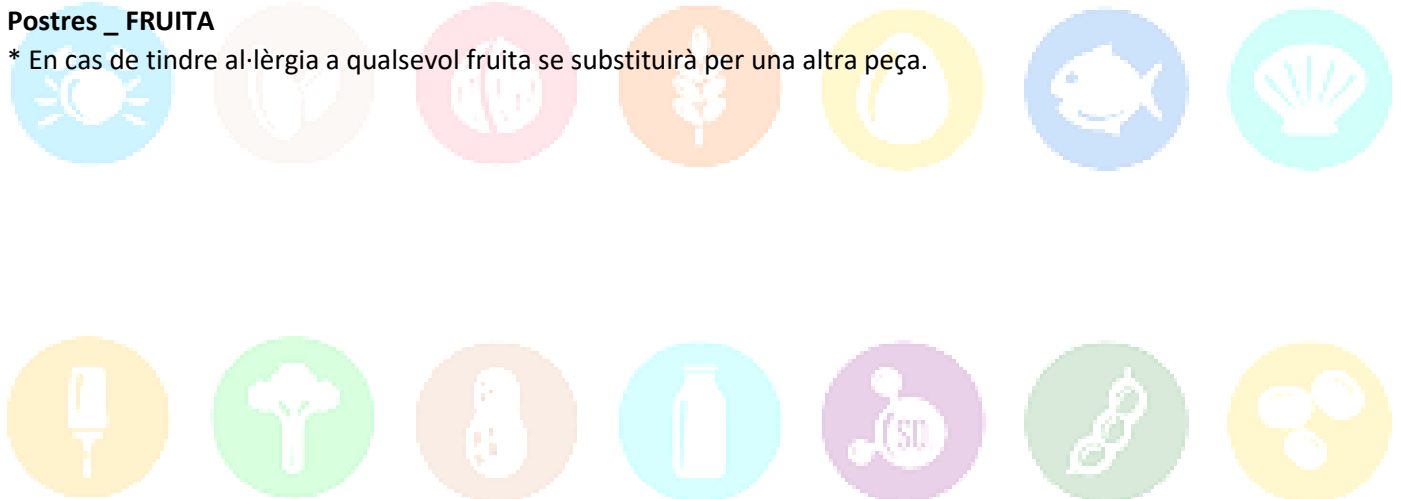 Postres _ FRUITA
* En cas de tindre al·lèrgia a qualsevol fruita se substituirà per una altra peça.